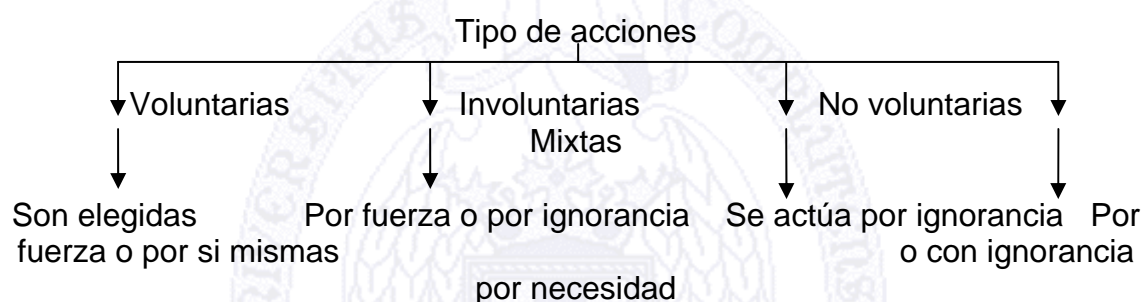 Tipo de acciones
Voluntarias Involuntarias No voluntarias
Mixtas
Son elegidas Por fuerza o por ignorancia Se actúa por ignorancia Por
fuerza o por si mismas o con ignorancia
por necesidad